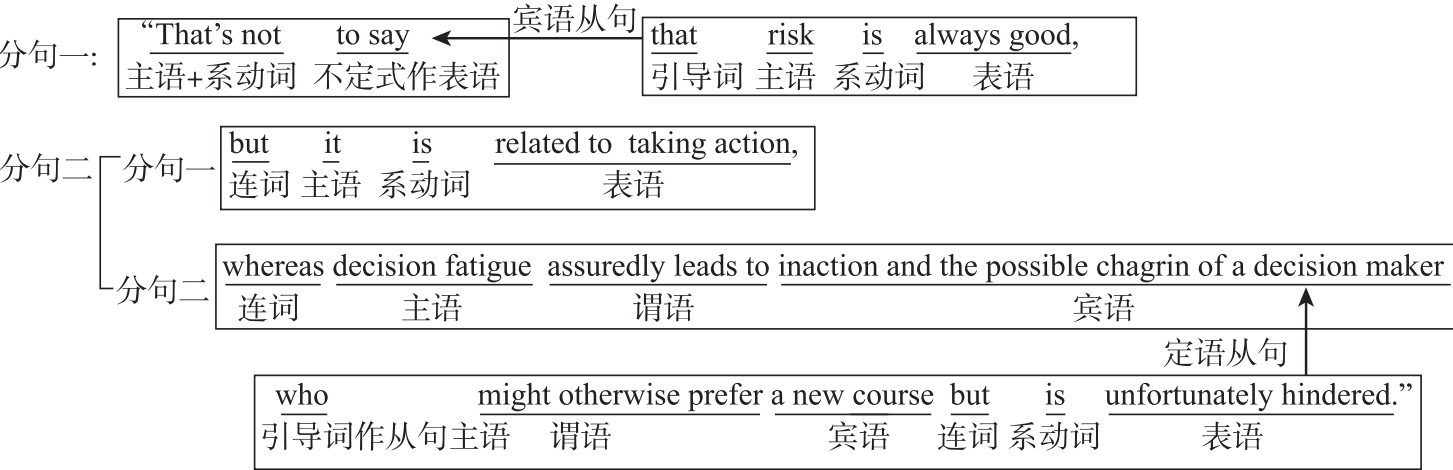 分句一: “That’s not to say 宾语从句 that risk is always good,
主语+系动词 不定式作表语 引导词 主语 系动词 表语
分句二 分句一 but it is related to taking action,
连词 主语 系动词 表语
分句二 whereas decision fatigue assuredly leads to inaction and the possible chagrin of a decision maker
连词 主语 谓语 宾语
定语从句
who might otherwise prefer a new course but is unfortunately hindered.”
引导词作从句主语 谓语 宾语 连词 系动词 表语